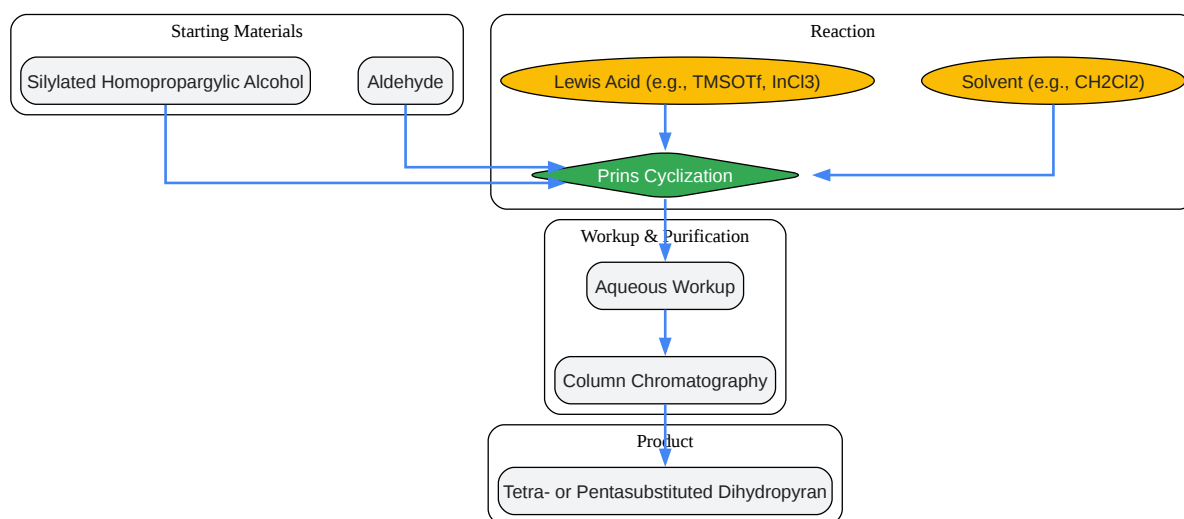 Starting Materials
Silylated Homopropargylic Alcohol
Aldehyde
Reaction
Lewis Acid (e.g., TMSOTf, InCl3)
Solvent (e.g., CH2Cl2)
Prins Cyclization
Workup & Purification
Aqueous Workup
Column Chromatography
Product
Tetra- or Pentasubstituted Dihydropyran